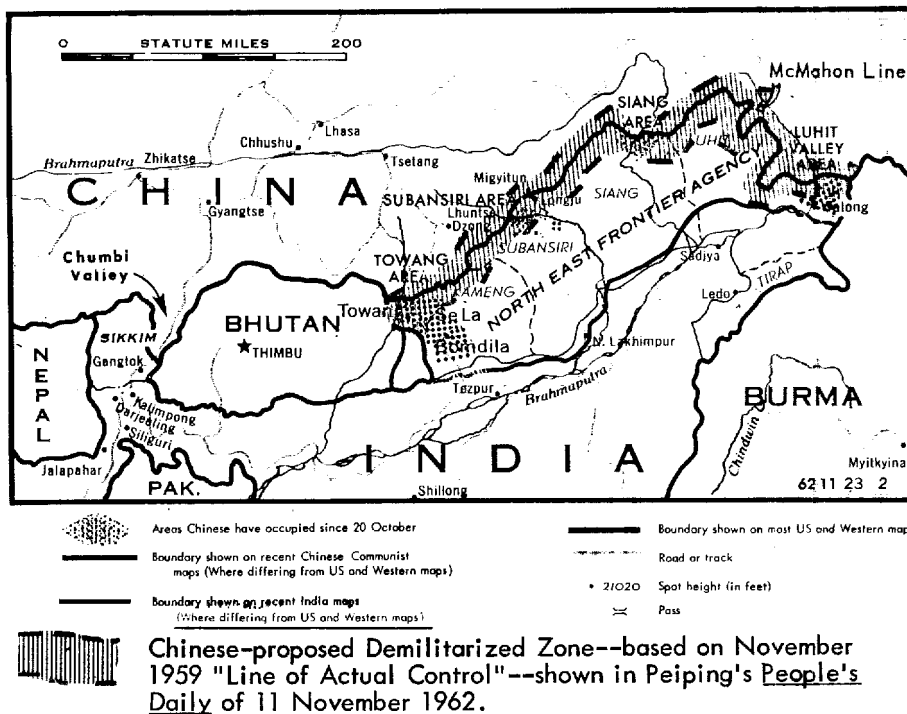 0 STATUTE MILES 200
McMahon Line
SIANG
AREA
LUHIT
VALLEY
AREA
Lhasa
Chhushu
Brahmaputra
Zhikatse
Tsetang
Migyitun
Longju
SIANG
CHINA
SUBANSIRI AREA
Lhuntse
Dzong
Gyangtse
SUBANSIRI
NORTH EAST FRONTIER AGENCY
Sadiya
TIRAP
Chumbi
Valley
TOWANG
AREA
KAMENG
Towang
Se La
Bomdila
Ledo
BHUTAN
THIMBU
N. Lakhimpur
NEPAL
SIKKIM
Gangtok
Kalimpong
Darjeeling
Siliguri
Tezpur
Brahmaputra
BURMA
Chindwin
INDIA
Jalapahar
PAK.
Shillong
Myitkyina
62 11 23 2
Areas Chinese have occupied since 20 October
Boundary shown on recent Chinese Communist
maps (Where differing from US and Western maps)
Boundary shown on recent India maps
(Where differing from US and Western maps)
Boundary shown on most US and Western map
Road or track
• 21020 Spot height (in feet)
Pass
Chinese-proposed Demilitarized Zone--based on November
1959 "Line of Actual Control"--shown in Peiping's People's
Daily of 11 November 1962.